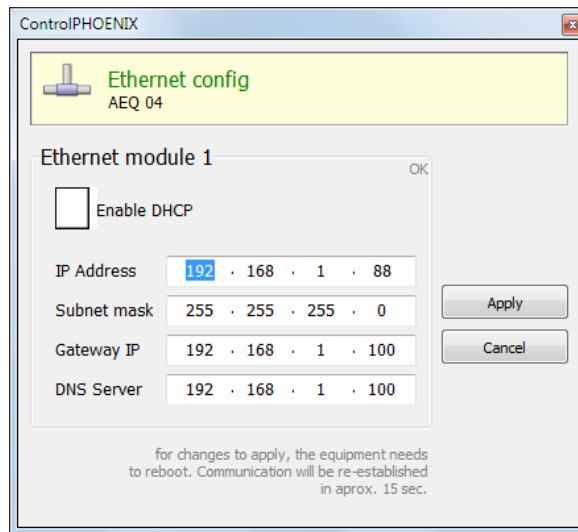 ControlPHOENIX
Ethernet config
AEQ 04
Ethernet module 1
OK
Enable DHCP
IP Address 192 . 168 . 1 . 88
Subnet mask 255 . 255 . 255 . 0
Gateway IP 192 . 168 . 1 . 100
DNS Server 192 . 168 . 1 . 100
Apply
Cancel
for changes to apply, the equipment needs
to reboot. Communication will be re-established
in aprox. 15 sec.